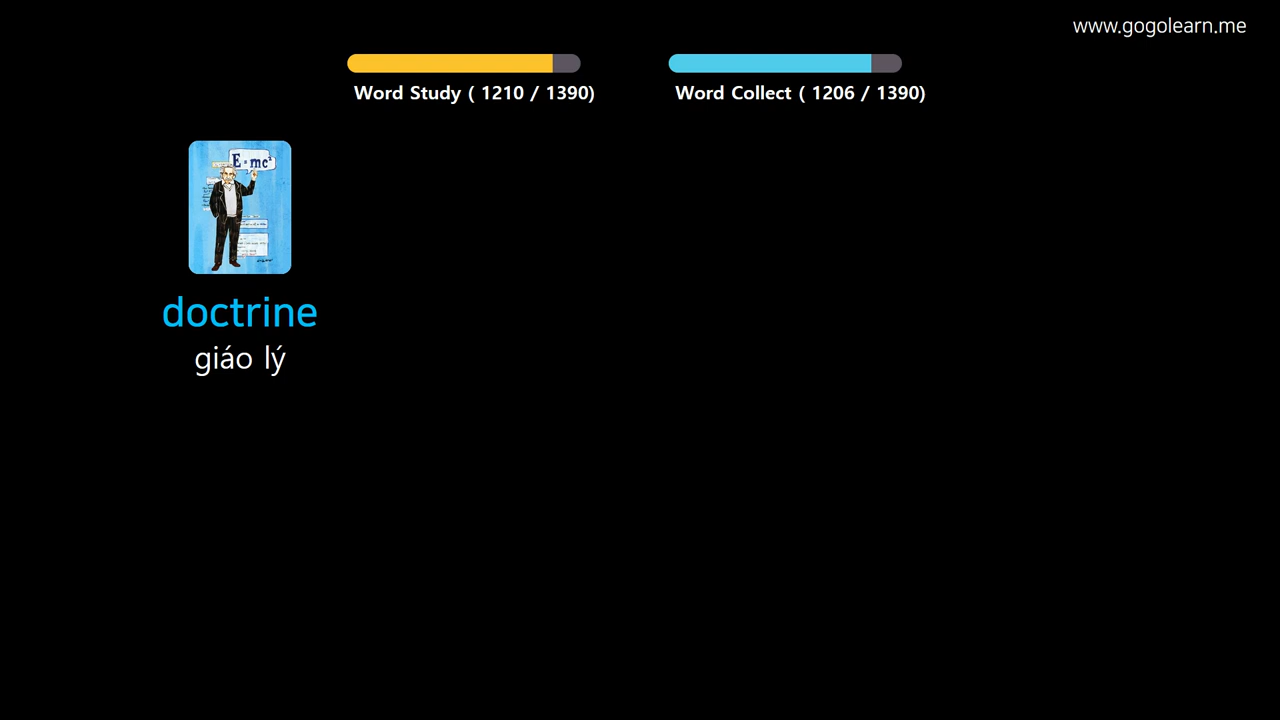 www.gogolearn.me
Word Study ( 1210 / 1390)
Word Collect ( 1206 / 1390)
E=mc²
doctrine
giáo lý